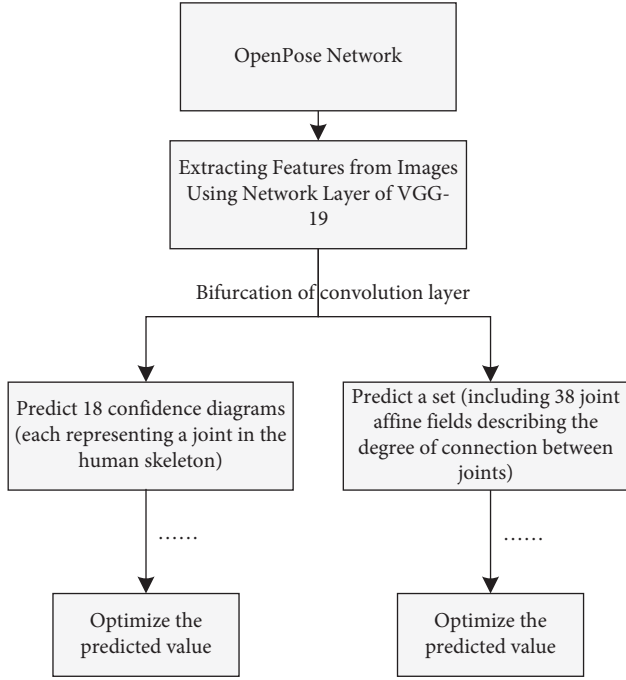 OpenPose Network
Extracting Features from Images
Using Network Layer of VGG-
19
Bifurcation of convolution layer
Predict 18 confidence diagrams
(each representing a joint in the
human skeleton)
Predict a set (including 38 joint
affine fields describing the
degree of connection between
joints)
......
......
Optimize the
predicted value
Optimize the
predicted value